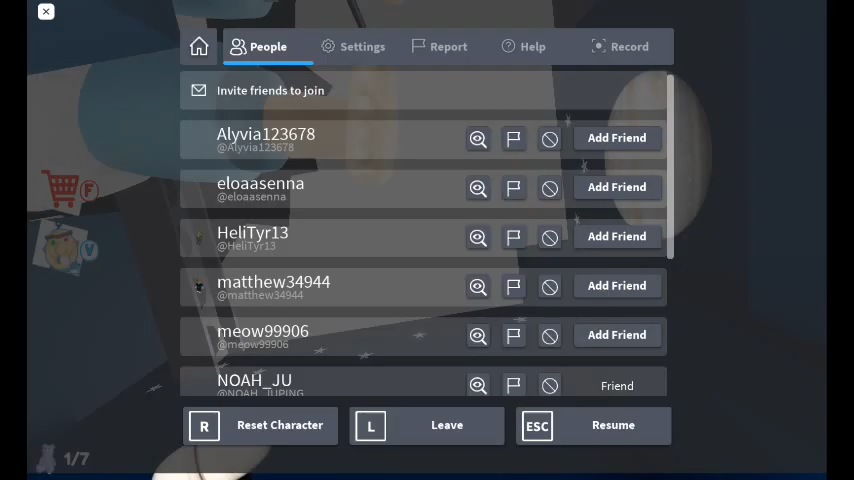 People
Settings
Report
Help
Record
Invite friends to join
Alyvia123678
@Alyvia123678
Add Friend
eloaasenna
@eloaasenna
Add Friend
HeliTyr13
@HeliTyr13
Add Friend
matthew34944
@matthew34944
Add Friend
meow99906
@meow99906
Add Friend
NOAH_JU
@NOAH_JUPING
Friend
F
V
R Reset Character
L Leave
ESC Resume
1/7